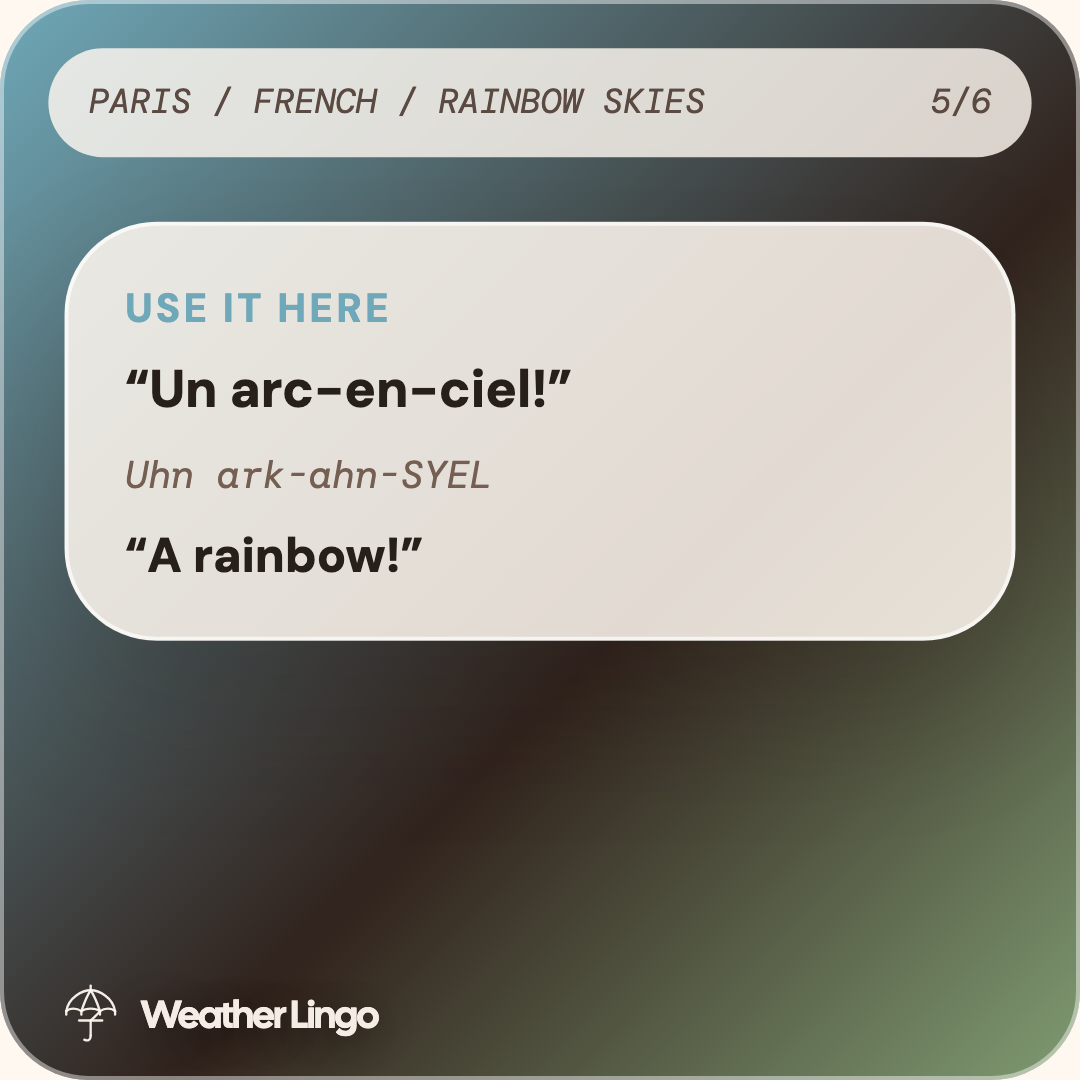 PARIS / FRENCH / RAINBOW SKIES 5/6
USE IT HERE
“Un arc-en-ciel!”
Uhn ark-ahn-SYEL
“A rainbow!”
Weather Lingo